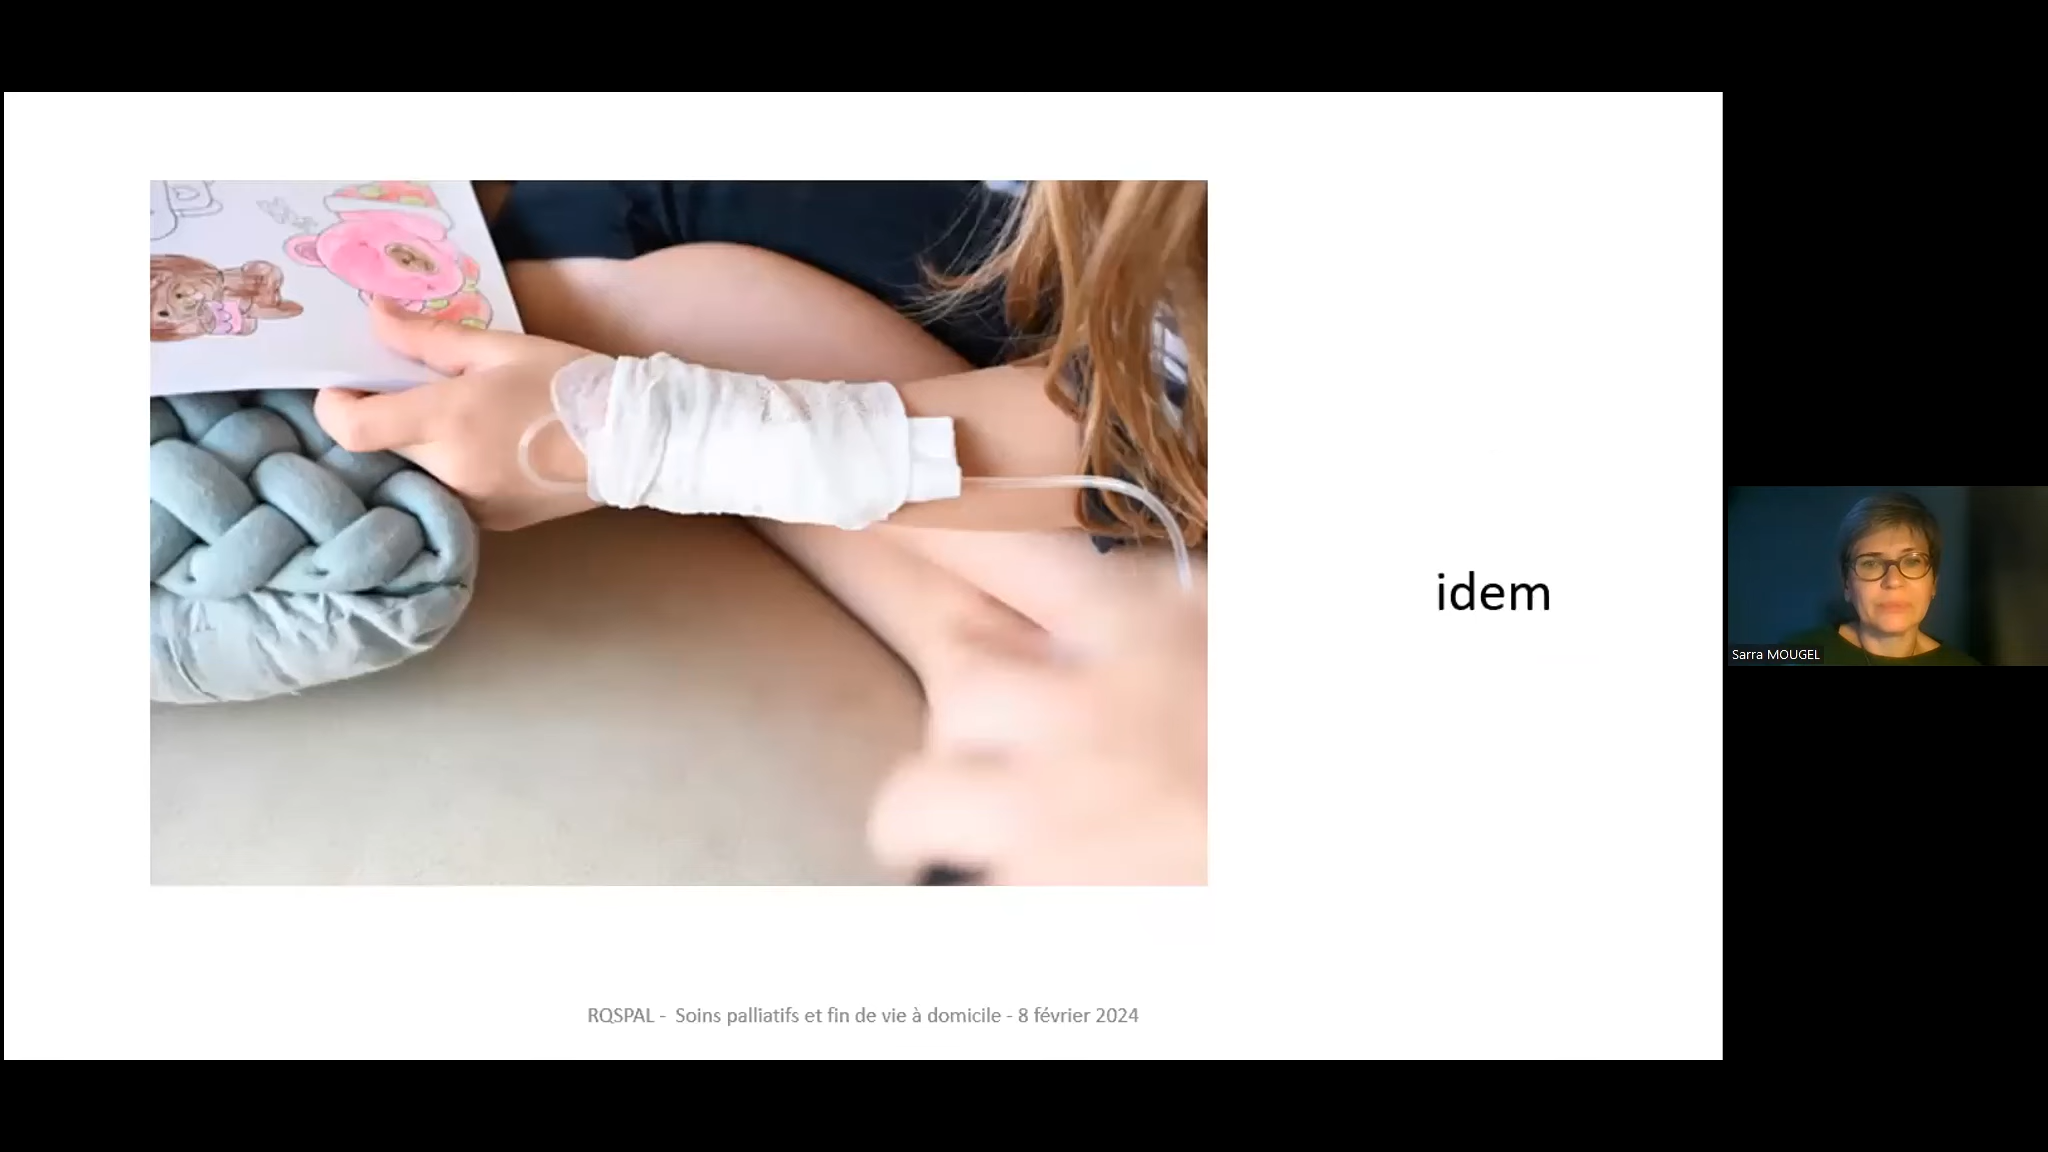 idem
Sarra MOUGEL
RQSPAL - Soins palliatifs et fin de vie à domicile - 8 février 2024